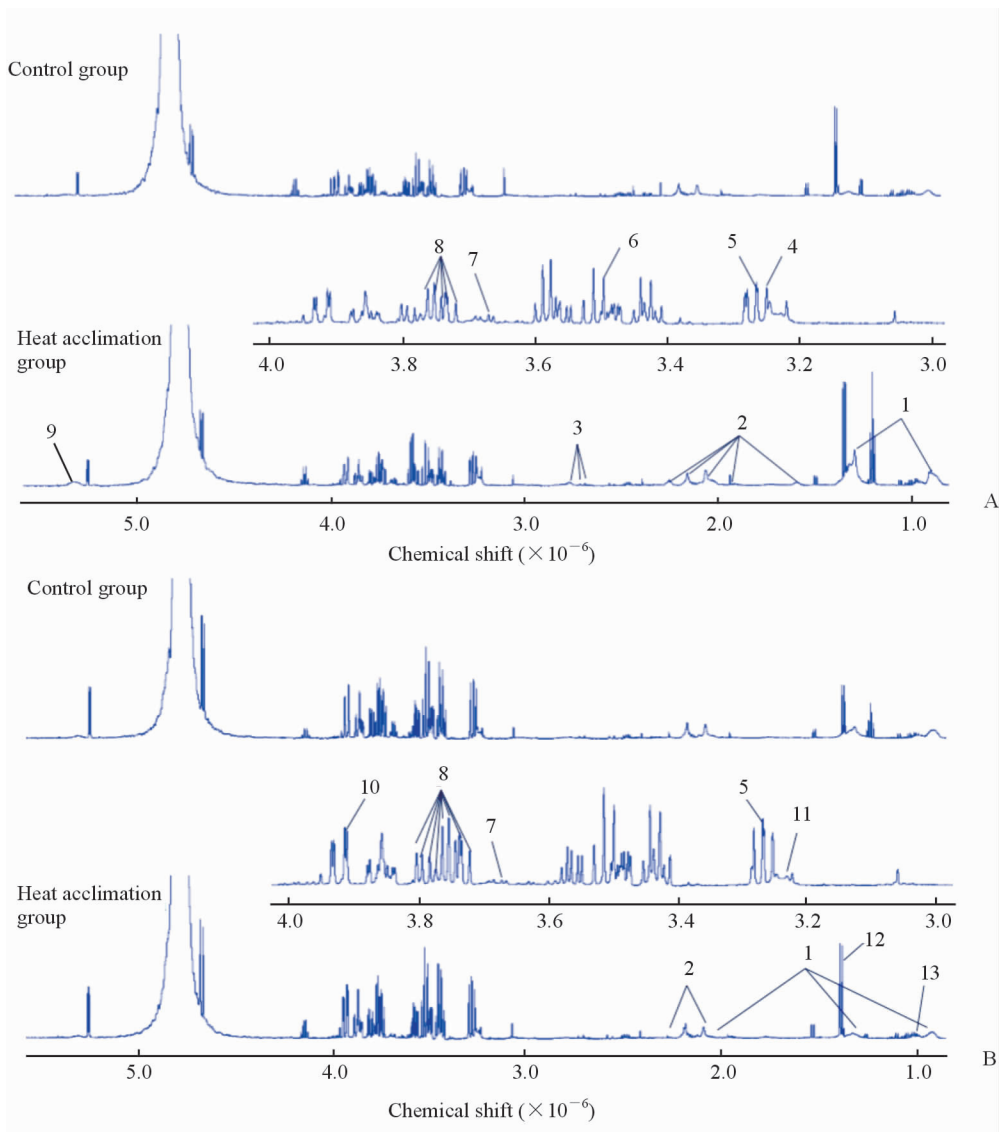 Control group
8
7
6
5
4
4.0 3.8 3.6 3.4 3.2 3.0
Heat acclimation
group
9
3
2
1
5.0 4.0 3.0 2.0 1.0
A
Chemical shift (×10⁻⁶)
Control group
10
8
7
5
11
4.0 3.8 3.6 3.4 3.2 3.0
Heat acclimation
group
2
1
12
13
5.0 4.0 3.0 2.0 1.0
B
Chemical shift (×10⁻⁶)